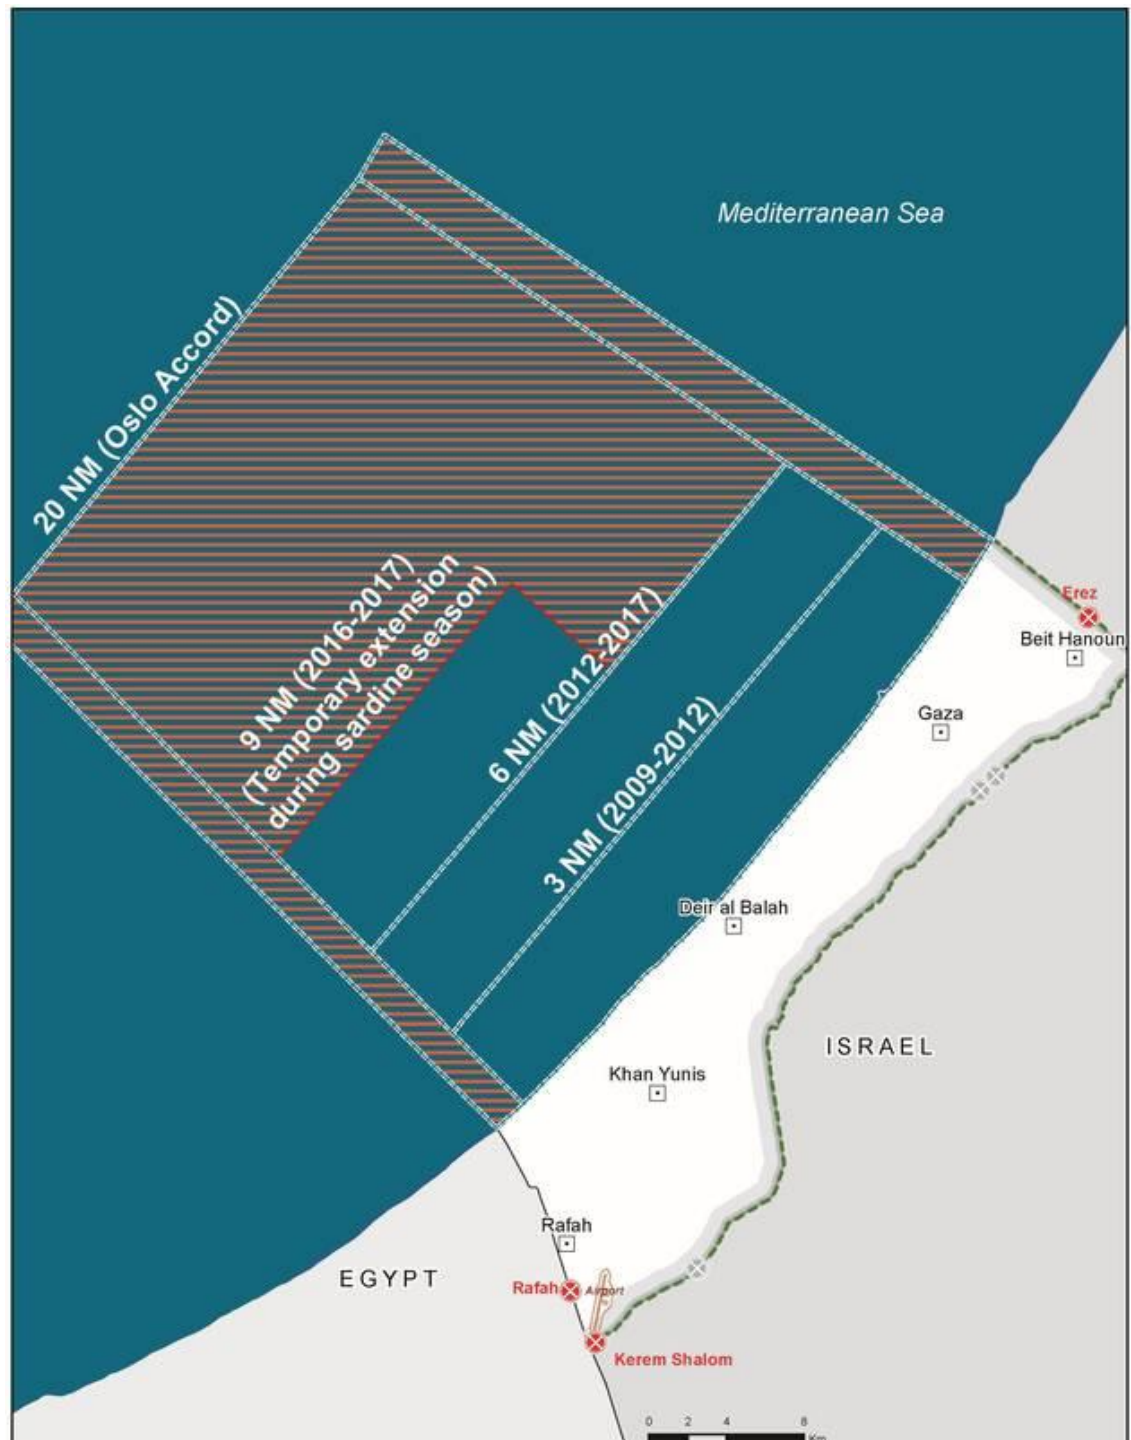 Mediterranean Sea
20 NM (Oslo Accord)
9 NM (2016-2017)
(Temporary extension
during sardine season)
6 NM (2012-2017)
3 NM (2009-2012)
Erez
Beit Hanoun
Gaza
Deir al Balah
ISRAEL
Khan Yunis
Rafah
EGYPT
Rafah
Airport
Kerem Shalom
0 2 4 8
Km